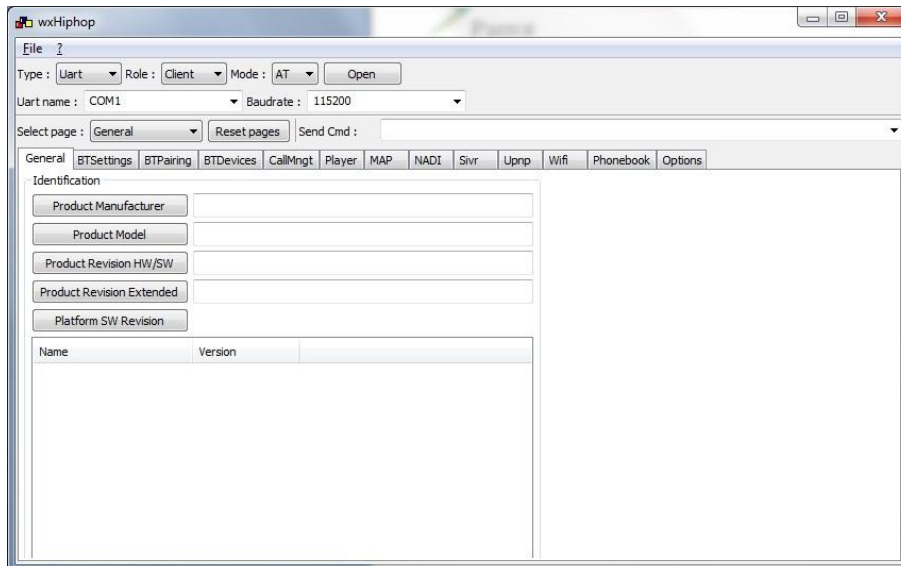 wxHiphop
File ?
Type : Uart Role : Client Mode : AT Open
Uart name : COM1 Baudrate : 115200
Select page : General Reset pages Send Cmd :
General BTSettings BTPairing BTDevices CallMngt Player MAP NADI Sivr Upnp Wifi Phonebook Options
Identification
Product Manufacturer
Product Model
Product Revision HW/SW
Product Revision Extended
Platform SW Revision
Name Version